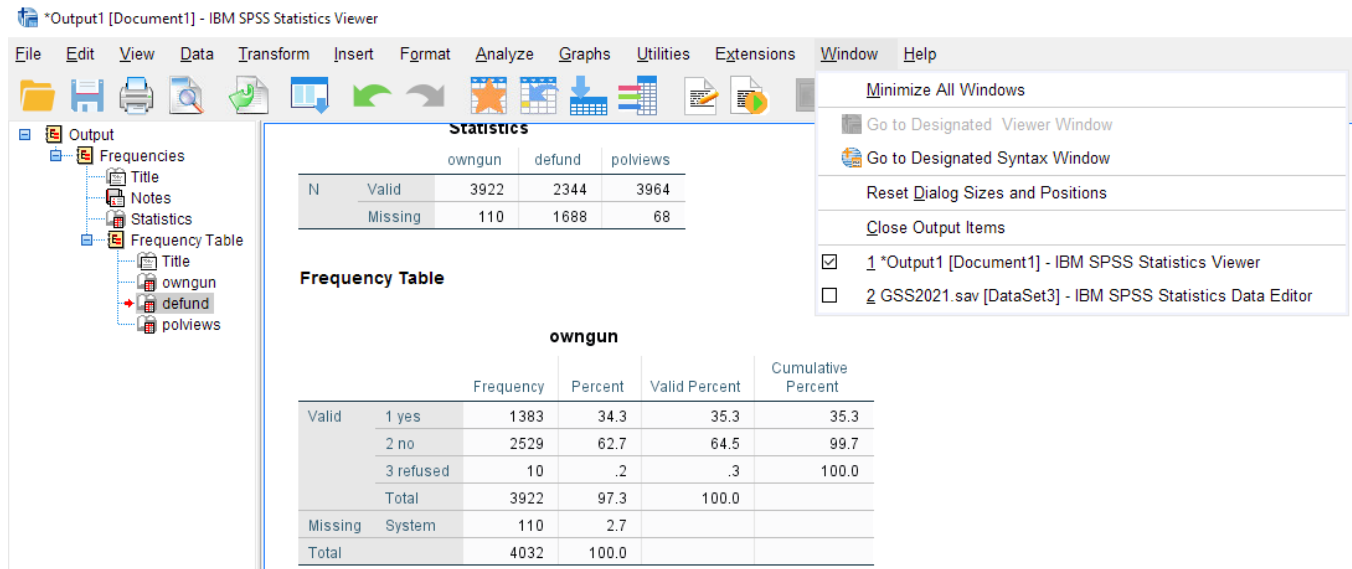 *Output1 [Document1] - IBM SPSS Statistics Viewer
File Edit View Data Transform Insert Format Analyze Graphs Utilities Extensions Window Help
Minimize All Windows
Go to Designated Viewer Window
Go to Designated Syntax Window
Reset Dialog Sizes and Positions
Close Output Items
1 *Output1 [Document1] - IBM SPSS Statistics Viewer
2 GSS2021.sav [DataSet3] - IBM SPSS Statistics Data Editor
Output
Frequencies
Title
Notes
Statistics
Frequency Table
Title
owngun
defund
polviews
Statistics
owngun defund polviews
N Valid 3922 2344 3964
Missing 110 1688 68
Frequency Table
owngun
Frequency Percent Valid Percent Cumulative
Percent
Valid 1 yes 1383 34.3 35.3 35.3
2 no 2529 62.7 64.5 99.7
3 refused 10 .2 .3 100.0
Total 3922 97.3 100.0
Missing System 110 2.7
Total 4032 100.0